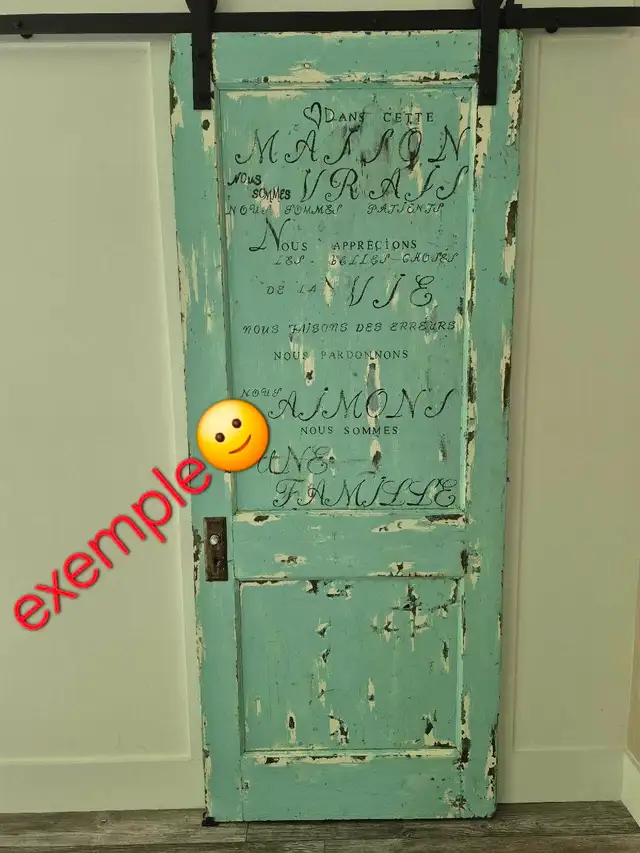 Dans cette
MAISON
Nous
sommes VRAIS
NOUS SOMMES PATIENTS
Nous apprecions
LES BELLES CHOSES
DE LA VIE
NOUS FAISONS DES ERREURS
NOUS PARDONNONS
NOUS AIMONS
NOUS SOMMES
UNE
FAMILLE
exemple